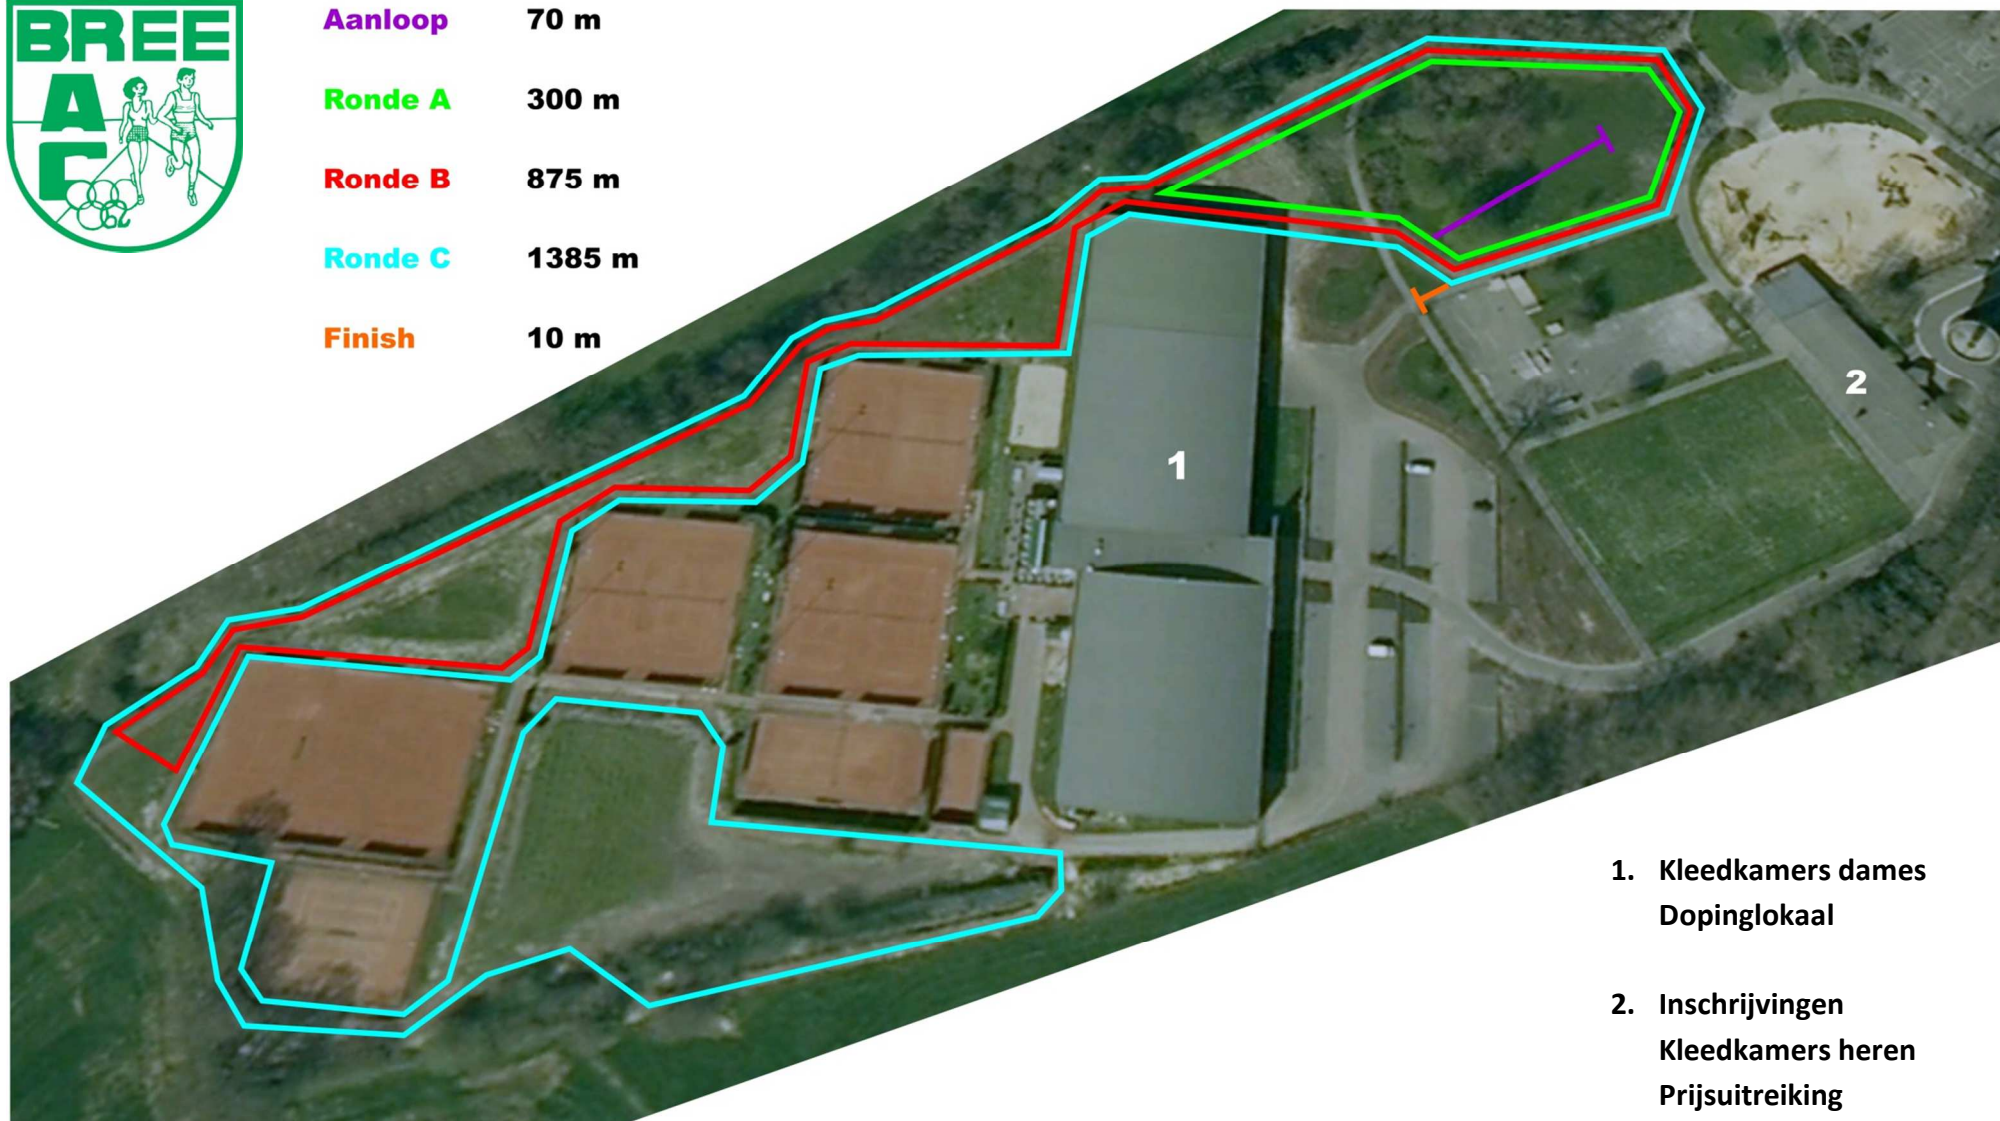 BREE
A
C
62
Aanloop 70 m
Ronde A 300 m
Ronde B 875 m
Ronde C 1385 m
Finish 10 m
1
2
1. Kleedkamers dames
Dopinglokaal
2. Inschrijvingen
Kleedkamers heren
Prijsuitreiking